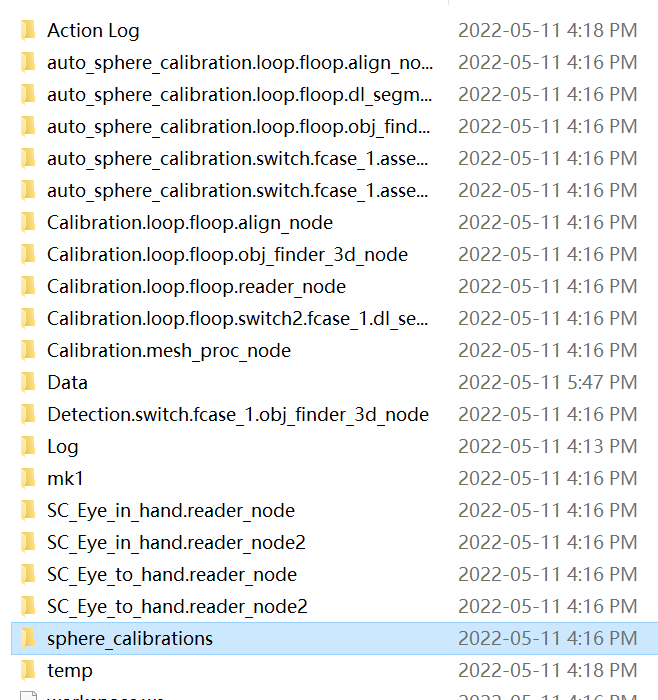 Action Log 2022-05-11 4:18 PM
auto_sphere_calibration.loop.floop.align_no... 2022-05-11 4:16 PM
auto_sphere_calibration.loop.floop.dl_segm... 2022-05-11 4:16 PM
auto_sphere_calibration.loop.floop.obj_find... 2022-05-11 4:16 PM
auto_sphere_calibration.switch.fcase_1.asse... 2022-05-11 4:16 PM
auto_sphere_calibration.switch.fcase_1.asse... 2022-05-11 4:16 PM
Calibration.loop.floop.align_node 2022-05-11 4:16 PM
Calibration.loop.floop.obj_finder_3d_node 2022-05-11 4:16 PM
Calibration.loop.floop.reader_node 2022-05-11 4:16 PM
Calibration.loop.floop.switch2.fcase_1.dl_se... 2022-05-11 4:16 PM
Calibration.mesh_proc_node 2022-05-11 4:16 PM
Data 2022-05-11 5:47 PM
Detection.switch.fcase_1.obj_finder_3d_node 2022-05-11 4:16 PM
Log 2022-05-11 4:13 PM
mk1 2022-05-11 4:16 PM
SC_Eye_in_hand.reader_node 2022-05-11 4:16 PM
SC_Eye_in_hand.reader_node2 2022-05-11 4:16 PM
SC_Eye_to_hand.reader_node 2022-05-11 4:16 PM
SC_Eye_to_hand.reader_node2 2022-05-11 4:16 PM
sphere_calibrations 2022-05-11 4:16 PM
temp 2022-05-11 4:18 PM